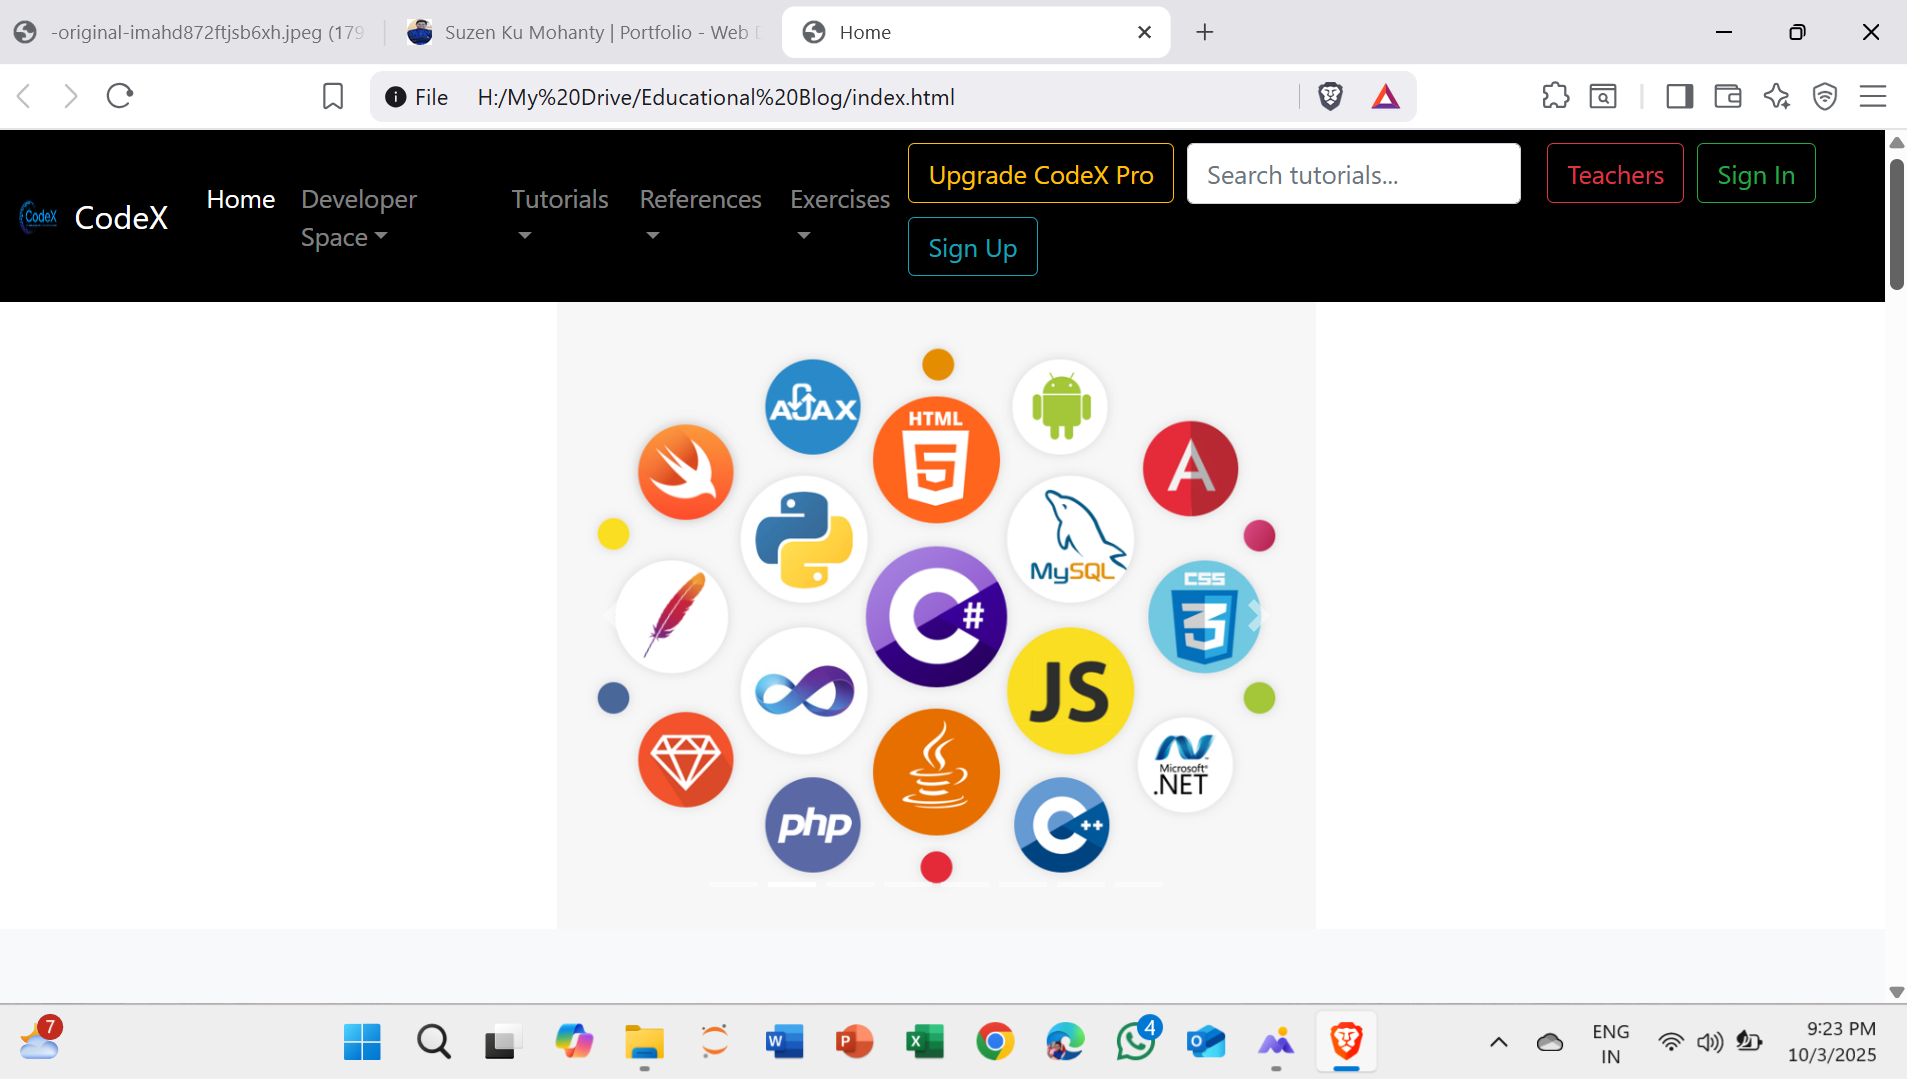 -original-imahd872ftjsb6xh.jpeg (179
Suzen Ku Mohanty | Portfolio - Web
Home
File H:/My%20Drive/Educational%20Blog/index.html
CodeX
CodeX
Home
Developer
Space
Tutorials
References
Exercises
Upgrade CodeX Pro
Search tutorials...
Teachers
Sign In
Sign Up
AJAX
HTML
5
A
MySQL
CSS
3
C#
JS
Microsoft
.NET
php
C++
7
W
P
X
4
O
ENG
IN
9:23 PM
10/3/2025